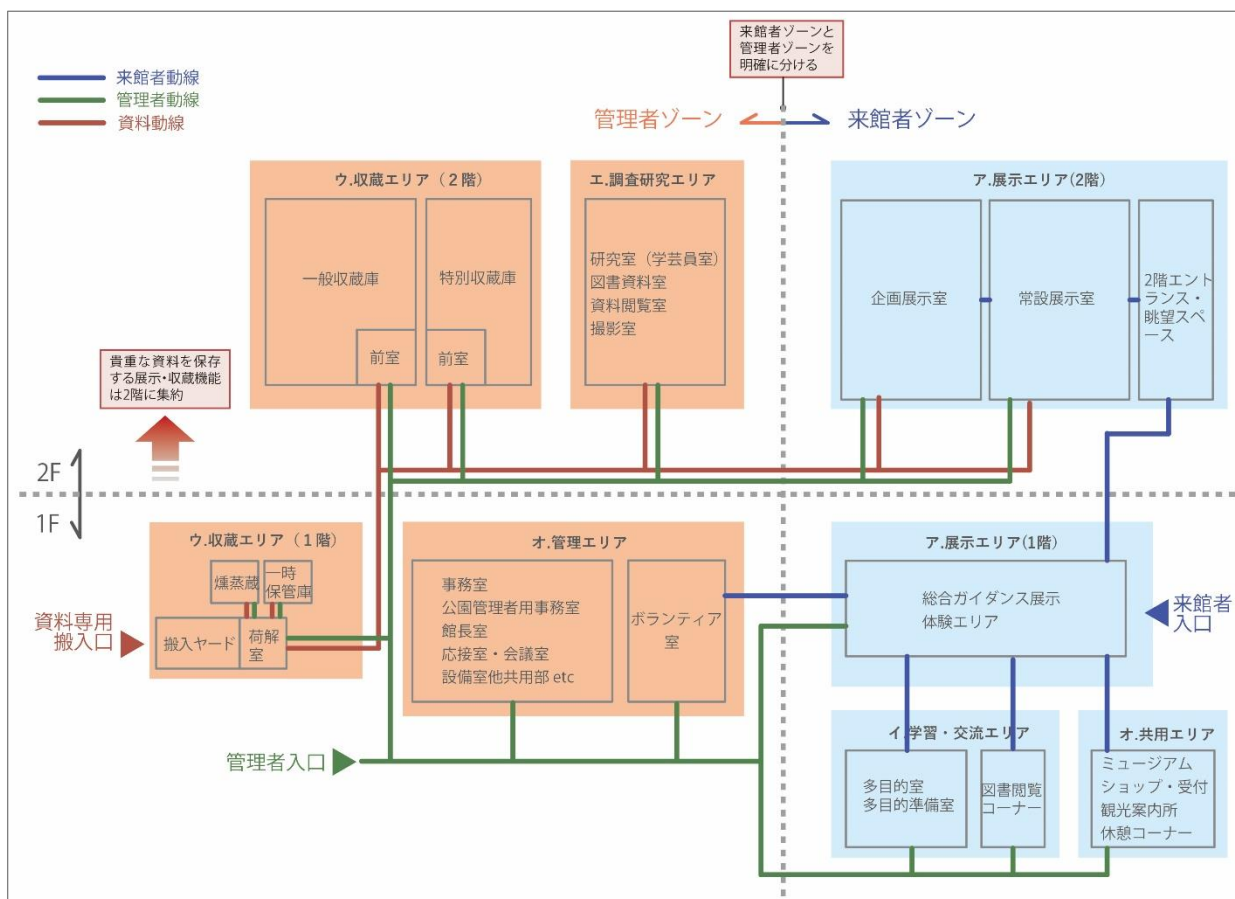 来館者ゾーンと
管理者ゾーンを
明確に分ける
来館者動線
管理者動線
資料動線
管理者ゾーン
来館者ゾーン
ウ.収蔵エリア（２階）
一般収蔵庫
特別収蔵庫
前室
前室
エ.調査研究エリア
研究室（学芸員室）
図書資料室
資料閲覧室
撮影室
ア.展示エリア(2階)
企画展示室
常設展示室
2階エント
ランス・
眺望スペ
ース
貴重な資料を保存
する展示・収蔵機能
は2階に集約
2F
1F
ウ.収蔵エリア（１階）
燻蒸蔵
一時
保管庫
搬入ヤード
荷解
室
資料専用
搬入口
オ.管理エリア
事務室
公園管理者用事務室
館長室
応接室・会議室
設備室他共用部 etc
ボランティア
室
ア.展示エリア(1階)
総合ガイダンス展示
体験エリア
来館者
入口
管理者入口
イ.学習・交流エリア
多目的室
多目的準備室
図書閲覧
コーナー
オ.共用エリア
ミュージアム
ショップ・受付
観光案内所
休憩コーナー